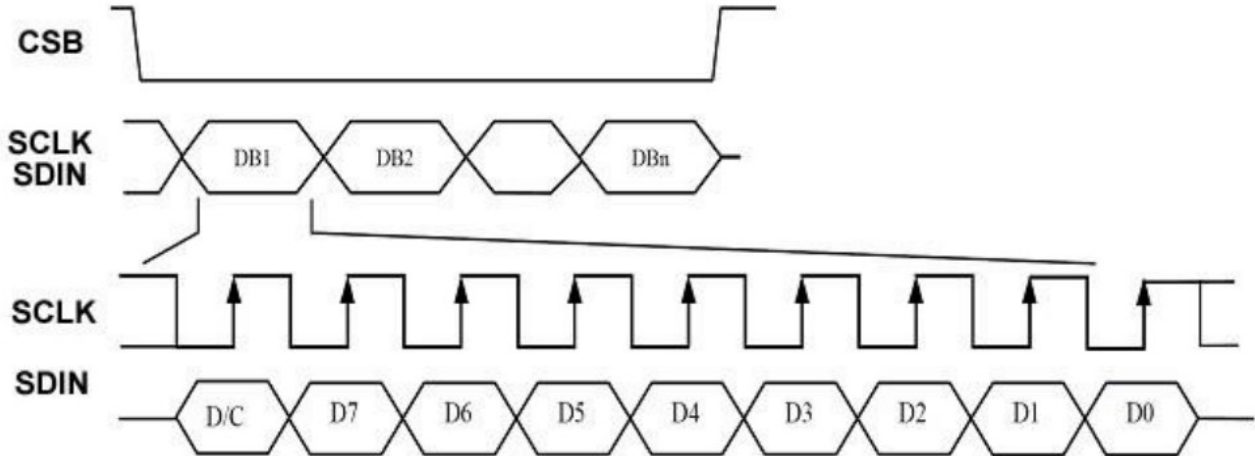 CSB
SCLK
SDIN
DB1 DB2 DBn
SCLK
SDIN
D/C D7 D6 D5 D4 D3 D2 D1 D0